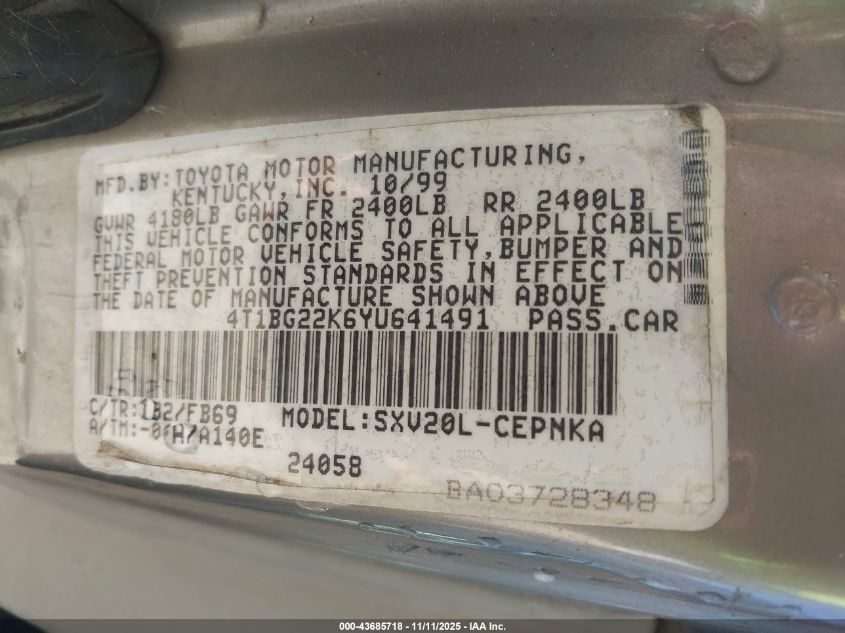 MFD.BY:TOYOTA MOTOR MANUFACTURING,
KENTUCKY,INC. 10/99
GVWR 4180LB GAWR FR 2400LB RR 2400LB
THIS VEHICLE CONFORMS TO ALL APPLICABLE
FEDERAL MOTOR VEHICLE SAFETY,BUMPER AND
THEFT PREVENTION STANDARDS IN EFFECT ON
THE DATE OF MANUFACTURE SHOWN ABOVE
4T1BG22K6YU641491 PASS.CAR
C/TR:1B2/FB69 MODEL:SXV20L-CEPNKA
A/TM:-0 /A140E
24058
BA03728348
000-43685718 - 11/11/2025 - IAA Inc.